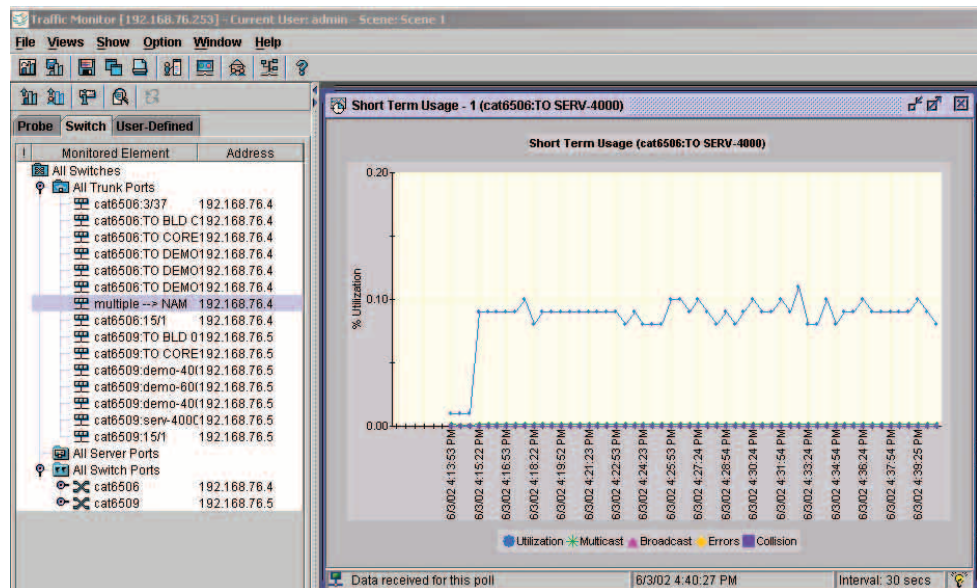 Traffic Monitor [192.168.76.253] - Current User: admin - Scene: Scene 1
File Views Show Option Window Help
Probe Switch User-Defined
! Monitored Element Address
All Switches
All Trunk Ports
cat6506:3/37 192.168.76.4
cat6506:TO BLD C 192.168.76.4
cat6506:TO CORE 192.168.76.4
cat6506:TO DEMO 192.168.76.4
cat6506:TO DEMO 192.168.76.4
cat6506:TO DEMO 192.168.76.4
multiple --> NAM 192.168.76.4
cat6506:15/1 192.168.76.4
cat6509:TO BLD 0 192.168.76.5
cat6509:TO CORE 192.168.76.5
cat6509:demo-40( 192.168.76.5
cat6509:demo-60( 192.168.76.5
cat6509:demo-40( 192.168.76.5
cat6509:serv-400( 192.168.76.5
cat6509:15/1 192.168.76.5
All Server Ports
All Switch Ports
cat6506 192.168.76.4
cat6509 192.168.76.5
Short Term Usage - 1 (cat6506:TO SERV-4000)
Short Term Usage (cat6506:TO SERV-4000)
% Utilization
0.20
0.10
0.00
6/3/02 4:13:53 PM
6/3/02 4:15:22 PM
6/3/02 4:16:53 PM
6/3/02 4:18:22 PM
6/3/02 4:19:52 PM
6/3/02 4:21:23 PM
6/3/02 4:22:53 PM
6/3/02 4:24:23 PM
6/3/02 4:25:53 PM
6/3/02 4:27:24 PM
6/3/02 4:28:54 PM
6/3/02 4:30:24 PM
6/3/02 4:31:54 PM
6/3/02 4:33:24 PM
6/3/02 4:34:54 PM
6/3/02 4:36:24 PM
6/3/02 4:37:54 PM
6/3/02 4:39:25 PM
Utilization Multicast Broadcast Errors Collision
Data received for this poll 6/3/02 4:40:27 PM Interval: 30 secs